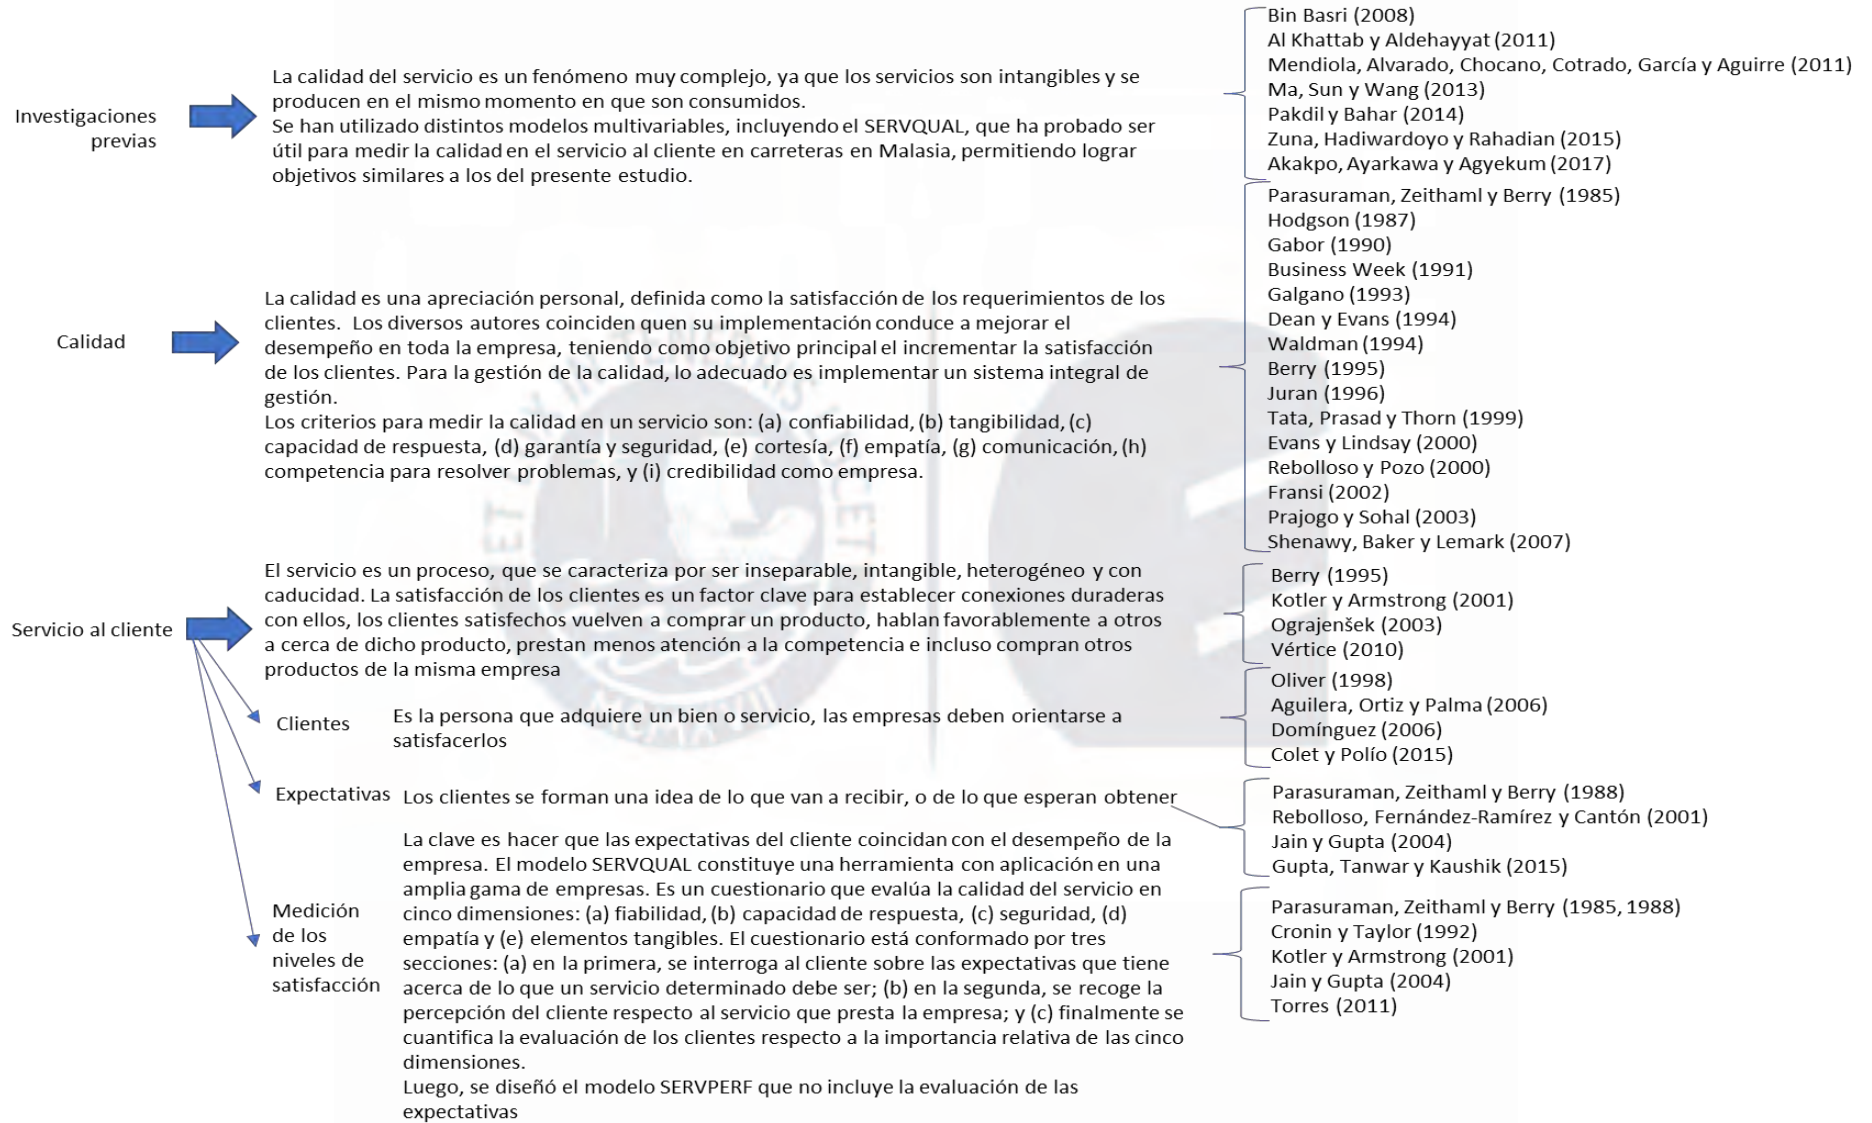 Investigaciones
previas
La calidad del servicio es un fenómeno muy complejo, ya que los servicios son intangibles y se
producen en el mismo momento en que son consumidos.
Se han utilizado distintos modelos multivariables, incluyendo el SERVQUAL, que ha probado ser
útil para medir la calidad en el servicio al cliente en carreteras en Malasia, permitiendo lograr
objetivos similares a los del presente estudio.
Bin Basri (2008)
Al Khattab y Aldehayyat (2011)
Mendiola, Alvarado, Chocano, Cotrado, García y Aguirre (2011)
Ma, Sun y Wang (2013)
Pakdil y Bahar (2014)
Zuna, Hadiwardoyo y Rahadian (2015)
Akakpo, Ayarkawa y Agyekum (2017)
Calidad
La calidad es una apreciación personal, definida como la satisfacción de los requerimientos de los
clientes. Los diversos autores coinciden quen su implementación conduce a mejorar el
desempeño en toda la empresa, teniendo como objetivo principal el incrementar la satisfacción
de los clientes. Para la gestión de la calidad, lo adecuado es implementar un sistema integral de
gestión.
Los criterios para medir la calidad en un servicio son: (a) confiabilidad, (b) tangibilidad, (c)
capacidad de respuesta, (d) garantía y seguridad, (e) cortesía, (f) empatía, (g) comunicación, (h)
competencia para resolver problemas, y (i) credibilidad como empresa.
Parasuraman, Zeithaml y Berry (1985)
Hodgson (1987)
Gabor (1990)
Business Week (1991)
Galgano (1993)
Dean y Evans (1994)
Waldman (1994)
Berry (1995)
Juran (1996)
Tata, Prasad y Thorn (1999)
Evans y Lindsay (2000)
Rebolloso y Pozo (2000)
Fransi (2002)
Prajogo y Sohal (2003)
Shenawy, Baker y Lemark (2007)
Servicio al cliente
El servicio es un proceso, que se caracteriza por ser inseparable, intangible, heterogéneo y con
caducidad. La satisfacción de los clientes es un factor clave para establecer conexiones duraderas
con ellos, los clientes satisfechos vuelven a comprar un producto, hablan favorablemente a otros
a cerca de dicho producto, prestan menos atención a la competencia e incluso compran otros
productos de la misma empresa
Berry (1995)
Kotler y Armstrong (2001)
Ograjenšek (2003)
Vértice (2010)
Clientes
Es la persona que adquiere un bien o servicio, las empresas deben orientarse a
satisfacerlos
Oliver (1998)
Aguilera, Ortiz y Palma (2006)
Domínguez (2006)
Colet y Polío (2015)
Expectativas
Los clientes se forman una idea de lo que van a recibir, o de lo que esperan obtener
Parasuraman, Zeithaml y Berry (1988)
Rebolloso, Fernández-Ramírez y Cantón (2001)
Jain y Gupta (2004)
Gupta, Tanwar y Kaushik (2015)
Medición
de los
niveles de
satisfacción
La clave es hacer que las expectativas del cliente coincidan con el desempeño de la
empresa. El modelo SERVQUAL constituye una herramienta con aplicación en una
amplia gama de empresas. Es un cuestionario que evalúa la calidad del servicio en
cinco dimensiones: (a) fiabilidad, (b) capacidad de respuesta, (c) seguridad, (d)
empatía y (e) elementos tangibles. El cuestionario está conformado por tres
secciones: (a) en la primera, se interroga al cliente sobre las expectativas que tiene
acerca de lo que un servicio determinado debe ser; (b) en la segunda, se recoge la
percepción del cliente respecto al servicio que presta la empresa; y (c) finalmente se
cuantifica la evaluación de los clientes respecto a la importancia relativa de las cinco
dimensiones.
Luego, se diseñó el modelo SERVPERF que no incluye la evaluación de las
expectativas
Parasuraman, Zeithaml y Berry (1985, 1988)
Cronin y Taylor (1992)
Kotler y Armstrong (2001)
Jain y Gupta (2004)
Torres (2011)